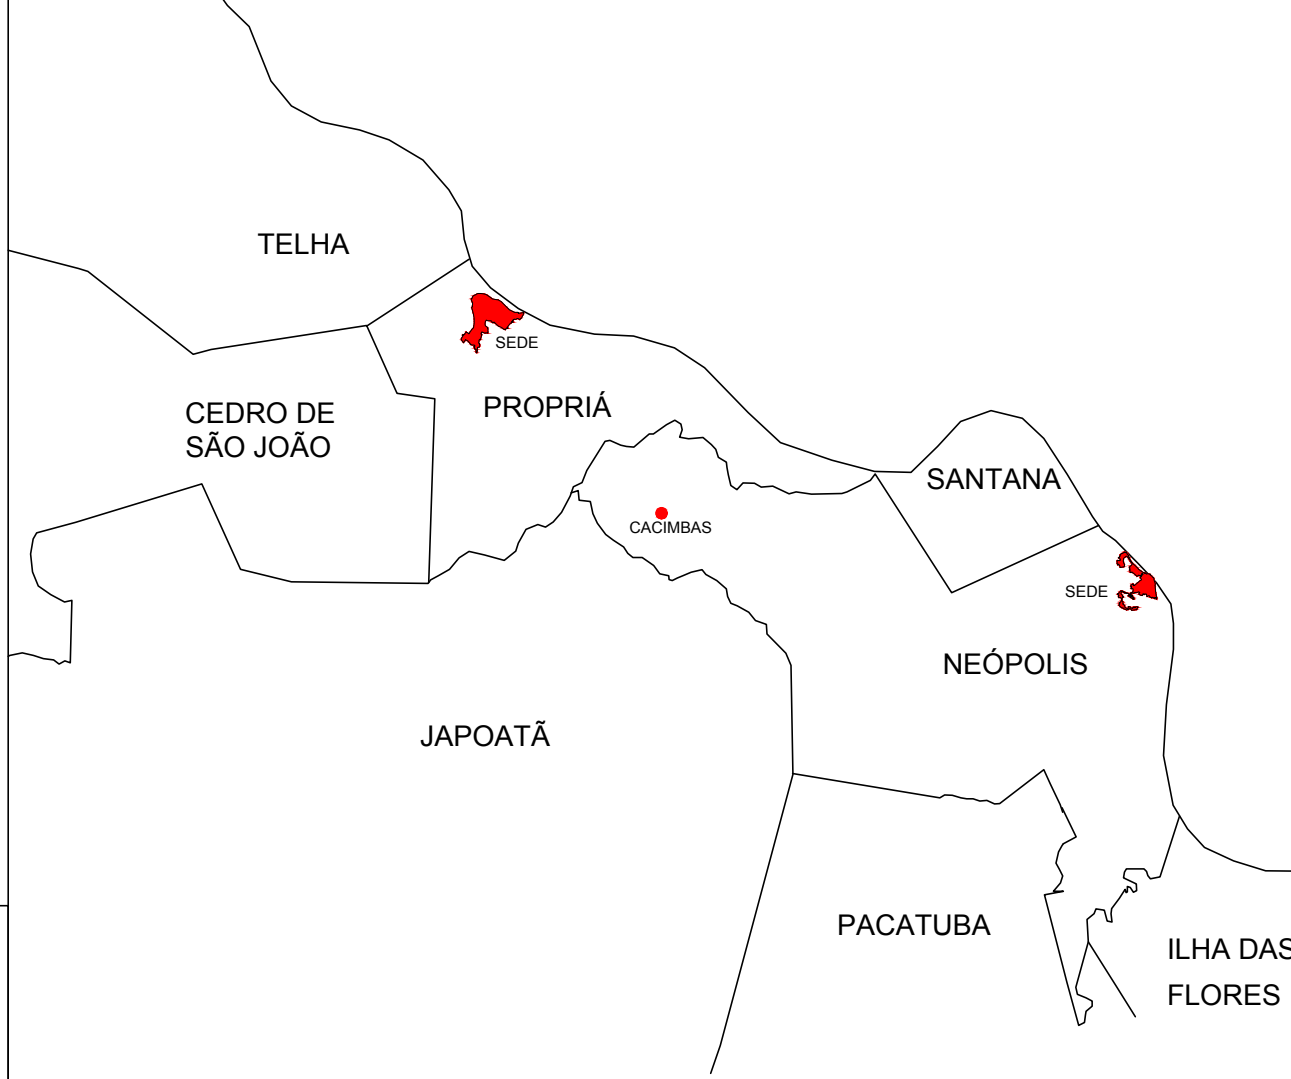 TELHA
SEDE
CEDRO DE
SÃO JOÃO
PROPRIÁ
SANTANA
CACIMBAS
SEDE
NEÓPOLIS
JAPOATÃ
PACATUBA
ILHA DAS
FLORES